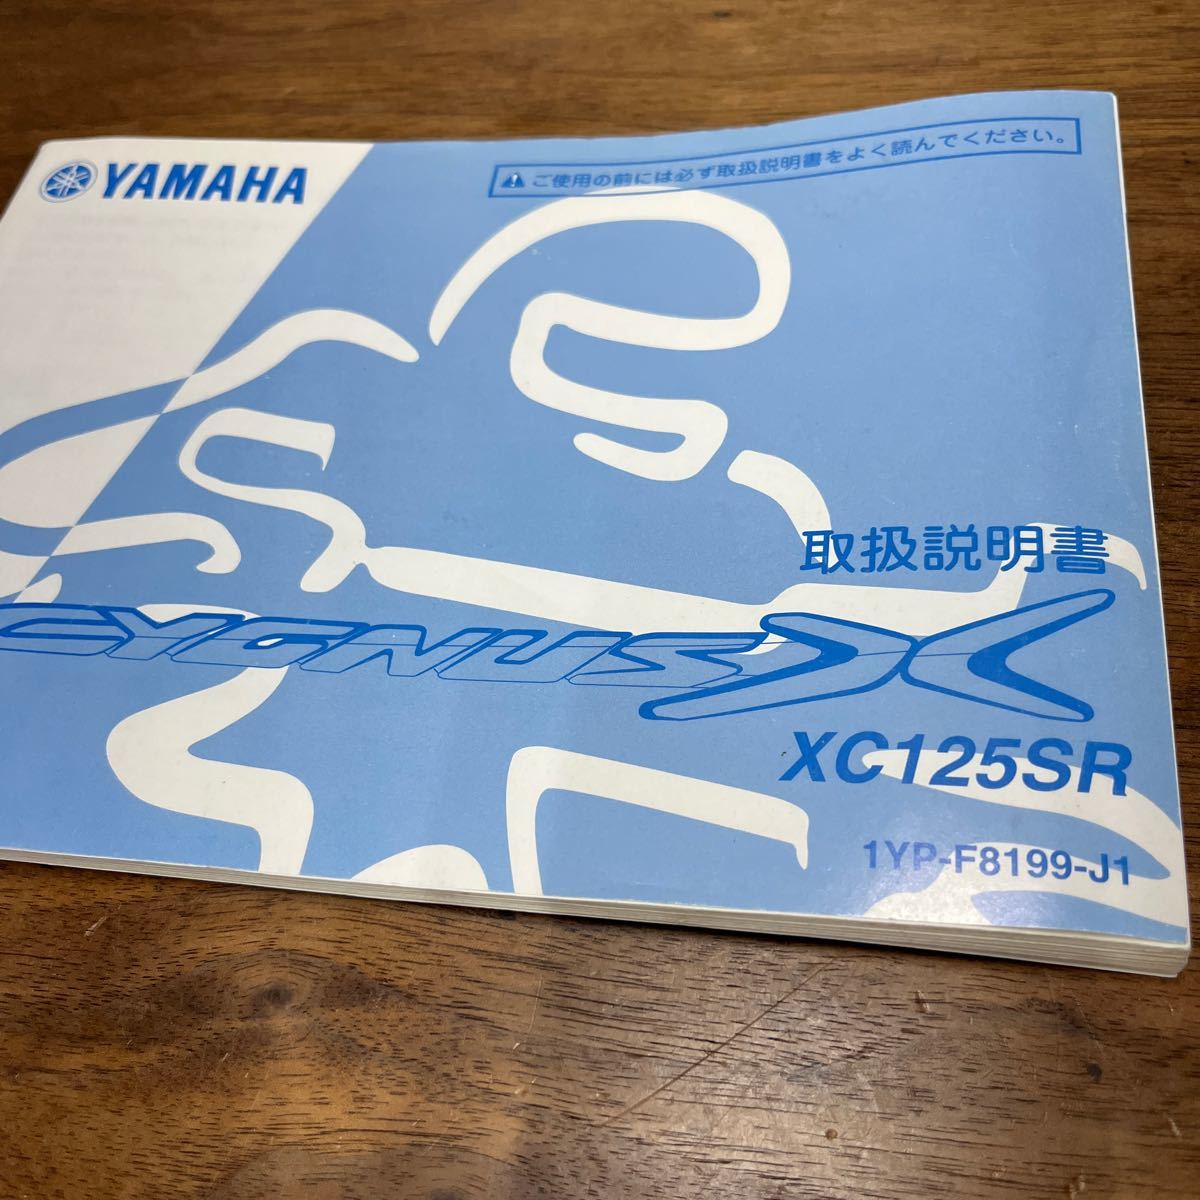 YAMAHA
ご使用の前には必ず取扱説明書をよく読んでください。
取扱説明書
CYGNUS X
XC125SR
1YP-F8199-J1